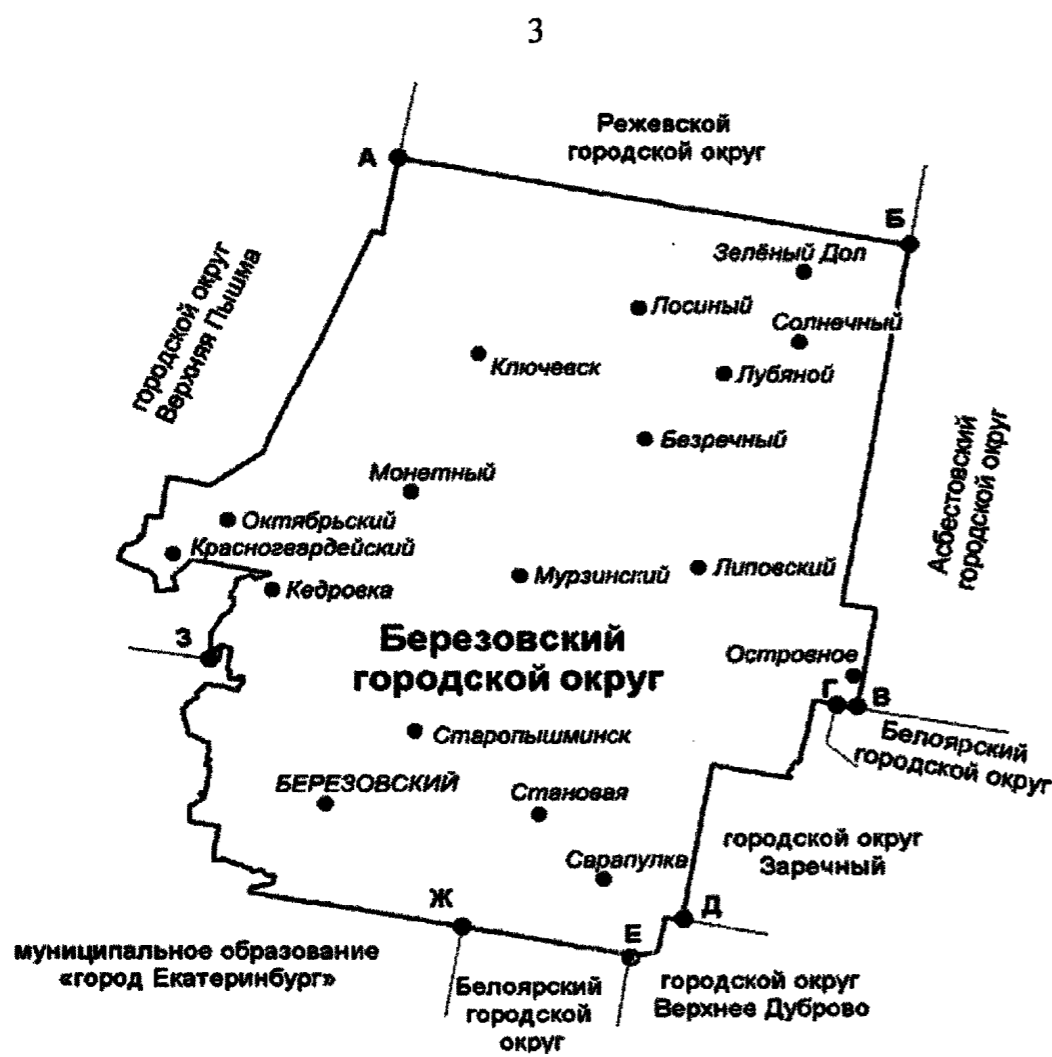 3
Режевской
городской округ
А
Б
Зелёный Дол
городской округ
Верхняя Пышма
Лосиный
Солнечный
Ключевск
Лубяной
Безречный
Асбестовский
городской округ
Монетный
Октябрьский
Красногвардейский
Кедровка
Мурзинский
Липовский
З
Березовский
городской округ
Островное
Г
В
Белоярский
городской округ
Старопышминск
БЕРЕЗОВСКИЙ
Становая
городской округ
Заречный
Сарапулка
Ж
Д
Е
муниципальное образование
«город Екатеринбург»
Белоярский
городской
округ
городской округ
Верхнее Дуброво